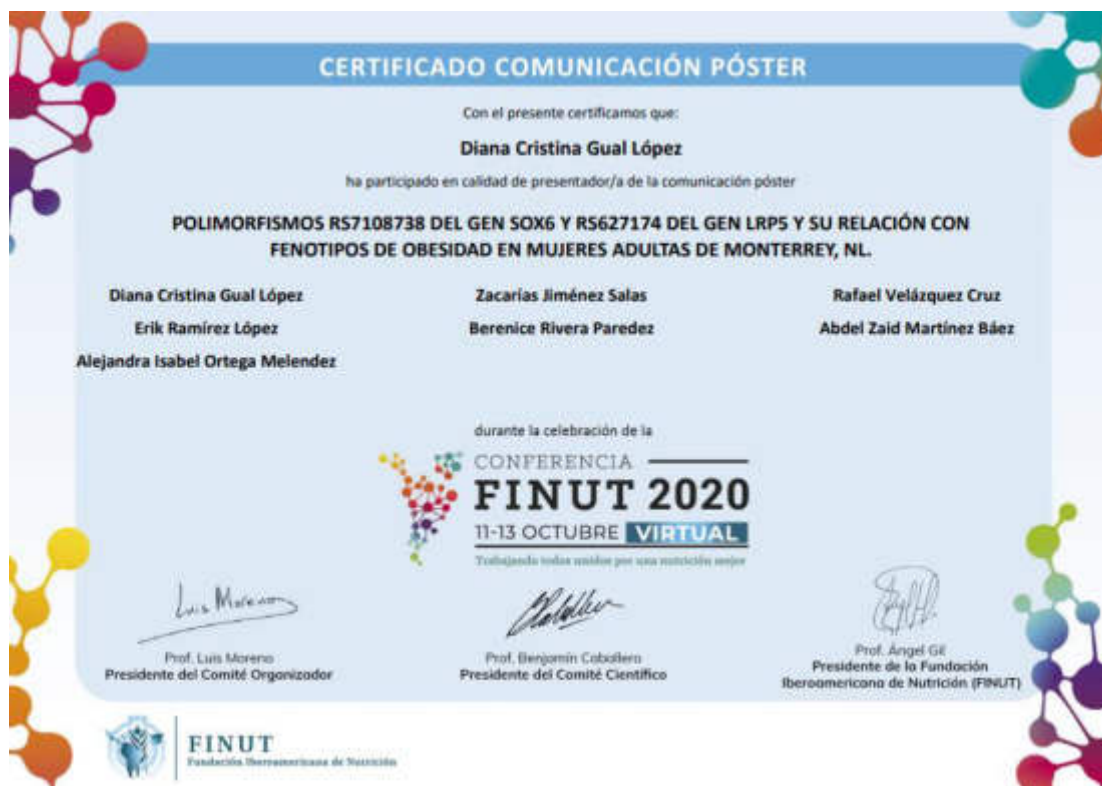 CERTIFICADO COMUNICACIÓN PÓSTER
Con el presente certificamos que:
Diana Cristina Gual López
ha participado en calidad de presentador/a de la comunicación póster
POLIMORFISMOS RS7108738 DEL GEN SOX6 Y RS627174 DEL GEN LRP5 Y SU RELACIÓN CON
FENOTIPOS DE OBESIDAD EN MUJERES ADULTAS DE MONTERREY, NL.
Diana Cristina Gual López Zacarías Jiménez Salas Rafael Velázquez Cruz
Erik Ramírez López Berenice Rivera Paredez Abdel Zaid Martínez Báez
Alejandra Isabel Ortega Melendez
durante la celebración de la
CONFERENCIA
FINUT 2020
11-13 OCTUBRE VIRTUAL
Trabajando todos unidos por una nutrición mejor
Luis Moreno
Prof. Luis Moreno Prof. Benjamín Caballero Prof. Ángel Gil
Presidente del Comité Organizador Presidente del Comité Científico Presidente de la Fundación
Iberoamericana de Nutrición (FINUT)
FINUT
Fundación Iberoamericana de Nutrición